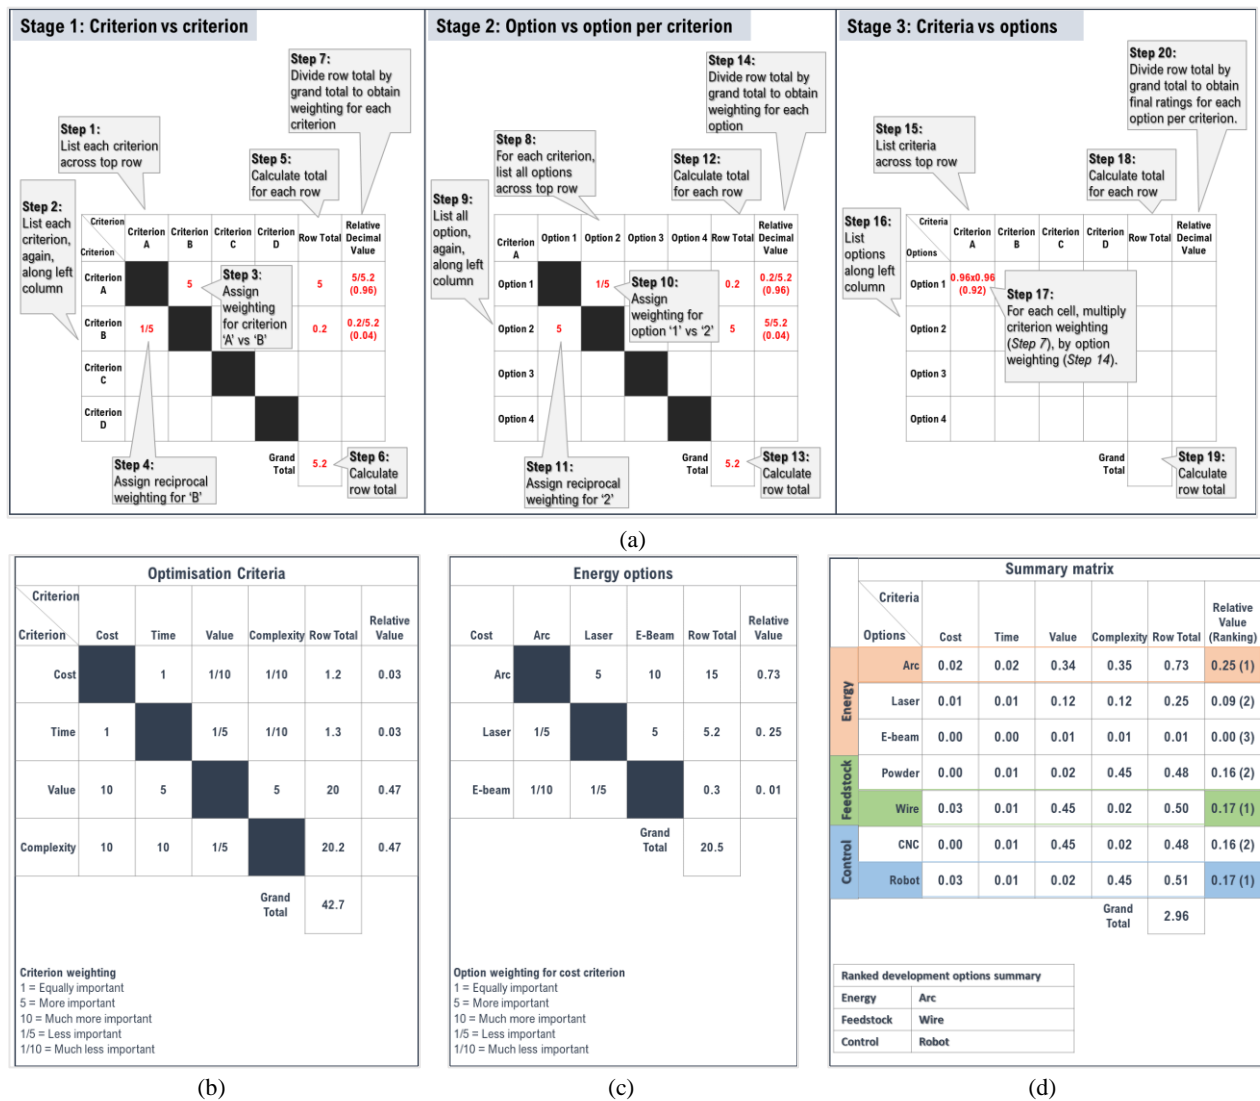 Stage 1: Criterion vs criterion
Step 7:
Divide row total by
grand total to obtain
weighting for each
criterion
Step 1:
List each criterion
across top row
Step 5:
Calculate total
for each row
Step 2:
List each
criterion,
again,
along left
column
Criterion
Criterion
Criterion A
Criterion B
Criterion C
Criterion D
Row Total
Relative Decimal Value
Criterion A
5
5
5/5.2 (0.96)
Step 3:
Assign
weighting
for criterion
'A' vs 'B'
Criterion B
1/5
0.2
0.2/5.2 (0.04)
Criterion C
Criterion D
Grand Total
5.2
Step 4:
Assign reciprocal
weighting for 'B'
Step 6:
Calculate
row total
Stage 2: Option vs option per criterion
Step 14:
Divide row total by
grand total to obtain
weighting for each
option
Step 8:
For each criterion,
list all options
across top row
Step 12:
Calculate total
for each row
Step 9:
List all
option,
again,
along left
column
Criterion A
Option 1
Option 2
Option 3
Option 4
Row Total
Relative Decimal Value
Option 1
1/5
0.2
0.2/5.2 (0.96)
Step 10:
Assign
weighting for
option '1' vs '2'
Option 2
5
5
5/5.2 (0.04)
Option 3
Option 4
Grand Total
5.2
Step 11:
Assign reciprocal
weighting for '2'
Step 13:
Calculate
row total
Stage 3: Criteria vs options
Step 20:
Divide row total by
grand total to obtain
final ratings for each
option per criterion.
Step 15:
List criteria
across top row
Step 18:
Calculate total
for each row
Step 16:
List
options
along left
column
Criteria
Options
Criterion A
Criterion B
Criterion C
Criterion D
Row Total
Relative Decimal Value
Option 1
0.96x0.96 (0.92)
Step 17:
For each cell, multiply
criterion weighting
(Step 7), by option
weighting (Step 14).
Option 2
Option 3
Option 4
Grand Total
Step 19:
Calculate
row total
(a)
Optimisation Criteria
Criterion
Criterion Cost Time Value Complexity Row Total Relative Value
Cost 1 1/10 1/10 1.2 0.03
Time 1 1/5 1/10 1.3 0.03
Value 10 5 5 20 0.47
Complexity 10 10 1/5 20.2 0.47
Grand Total 42.7
Criterion weighting
1 = Equally important
5 = More important
10 = Much more important
1/5 = Less important
1/10 = Much less important
(b)
Energy options
Cost Arc Laser E-Beam Row Total Relative Value
Arc 5 10 15 0.73
Laser 1/5 5 5.2 0. 25
E-beam 1/10 1/5 0.3 0. 01
Grand Total 20.5
Option weighting for cost criterion
1 = Equally important
5 = More important
10 = Much more important
1/5 = Less important
1/10 = Much less important
(c)
Summary matrix
Criteria
Options Cost Time Value Complexity Row Total Relative Value (Ranking)
Energy
Arc 0.02 0.02 0.34 0.35 0.73 0.25 (1)
Laser 0.01 0.01 0.12 0.12 0.25 0.09 (2)
E-beam 0.00 0.00 0.01 0.01 0.01 0.00 (3)
Feedstock
Powder 0.00 0.01 0.02 0.45 0.48 0.16 (2)
Wire 0.03 0.01 0.45 0.02 0.50 0.17 (1)
Control
CNC 0.00 0.01 0.45 0.02 0.48 0.16 (2)
Robot 0.03 0.01 0.02 0.45 0.51 0.17 (1)
Grand Total 2.96
Ranked development options summary
Energy Arc
Feedstock Wire
Control Robot
(d)